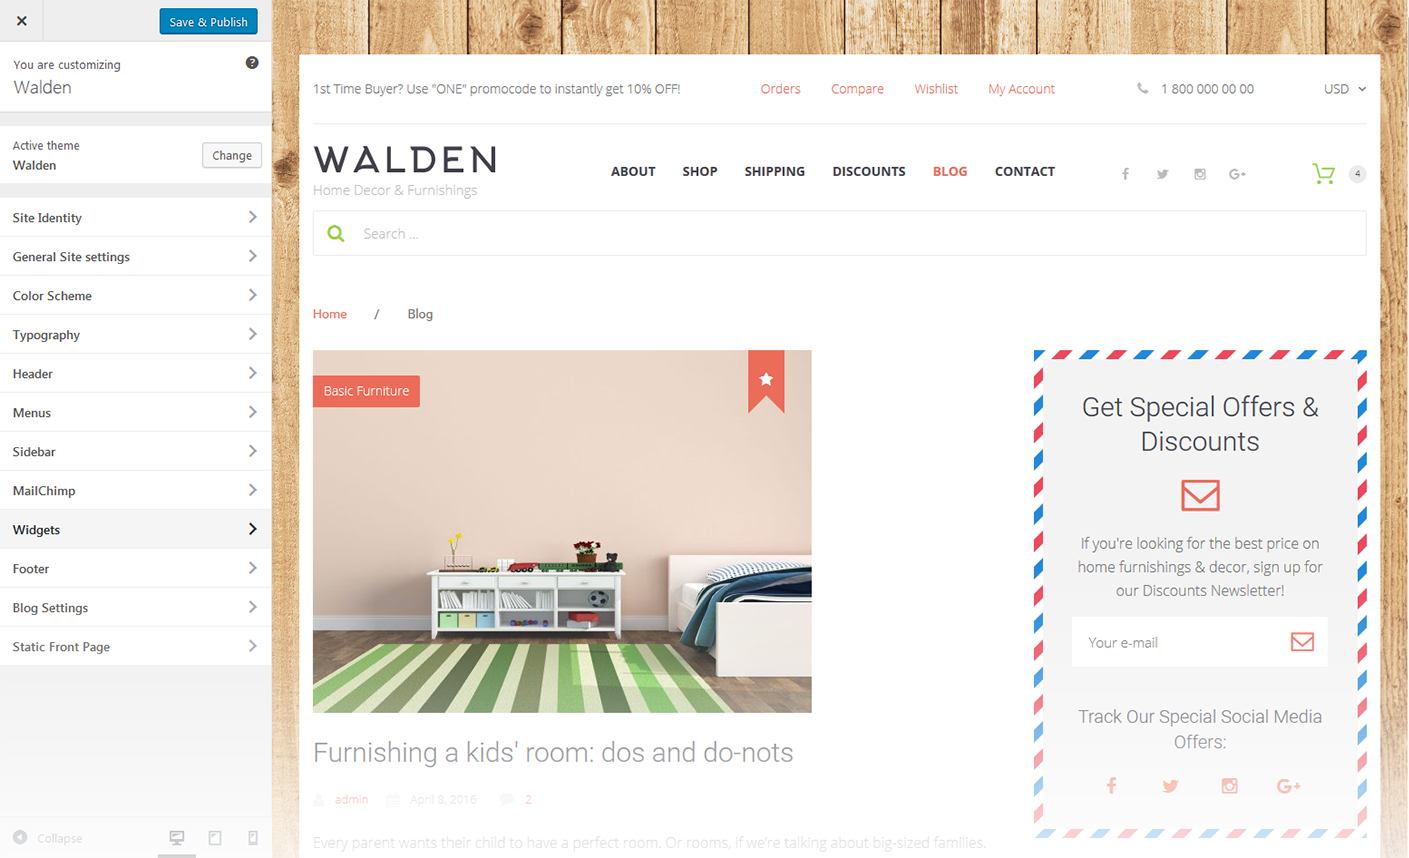 Save & Publish
You are customizing
Walden
Active theme
Walden
Change
Site Identity
General Site settings
Color Scheme
Typography
Header
Menus
Sidebar
MailChimp
Widgets
Footer
Blog Settings
Static Front Page
Collapse
1st Time Buyer? Use "ONE" promocode to instantly get 10% OFF!
Orders
Compare
Wishlist
My Account
1 800 000 00 00
USD
WALDEN
Home Decor & Furnishings
ABOUT
SHOP
SHIPPING
DISCOUNTS
BLOG
CONTACT
4
Search ...
Home / Blog
Basic Furniture
Furnishing a kids' room: dos and do-nots
admin
April 8, 2016
2
Every parent wants their child to have a perfect room. Or rooms, if we're talking about big-sized families.
Get Special Offers &
Discounts
If you're looking for the best price on
home furnishings & decor, sign up for
our Discounts Newsletter!
Your e-mail
Track Our Special Social Media
Offers: